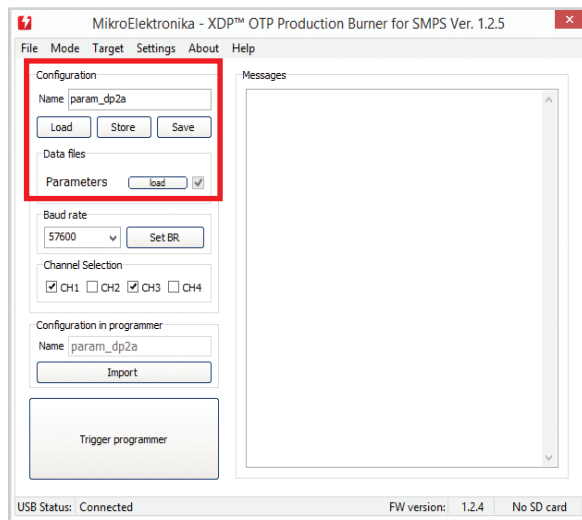 MikroElektronika - XDP™ OTP Production Burner for SMPS Ver. 1.2.5
File Mode Target Settings About Help
Configuration
Name param_dp2a
Load Store Save
Data files
Parameters load
Baud rate
57600 Set BR
Channel Selection
CH1 CH2 CH3 CH4
Configuration in programmer
Name param_dp2a
Import
Trigger programmer
Messages
USB Status: Connected FW version: 1.2.4 No SD card